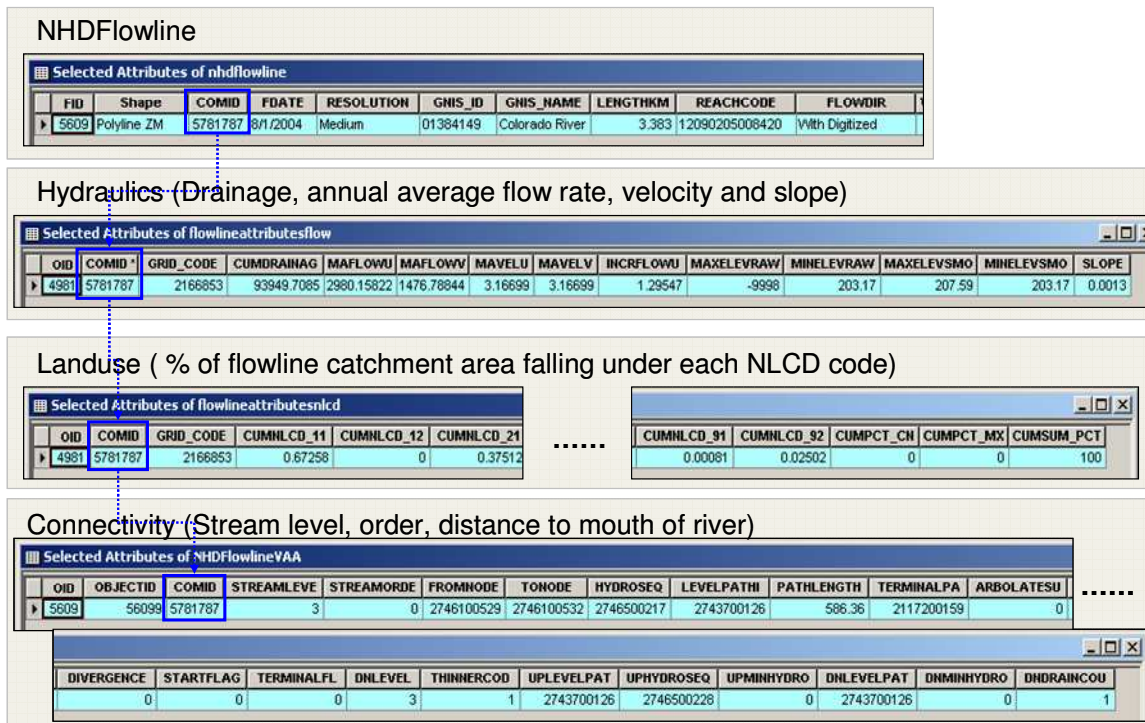 NHDFlowline
Selected Attributes of nhdflowline
FID Shape COMID FDATE RESOLUTION GNIS_ID GNIS_NAME LENGTHKM REACHCODE FLOWDIR
5609 Polyline ZM 5781787 8/1/2004 Medium 01384149 Colorado River 3.383 12090205008420 With Digitized
Hydraulics (Drainage, annual average flow rate, velocity and slope)
Selected Attributes of flowlineattributesflow
OID COMID * GRID_CODE CUMDRAINAG MAFLOWU MAFLOWV MAVELU MAVELV INCRFLOWU MAXELEVRAW MINELEVRAW MAXELEVSMO MINELEVSMO SLOPE
4981 5781787 2166853 93949.7085 2980.15822 1476.78844 3.16699 3.16699 1.29547 -9998 203.17 207.59 203.17 0.0013
Landuse ( % of flowline catchment area falling under each NLCD code)
Selected Attributes of flowlineattributesnlcd
OID COMID GRID_CODE CUMNLCD_11 CUMNLCD_12 CUMNLCD_21 ...... CUMNLCD_91 CUMNLCD_92 CUMPCT_CN CUMPCT_MX CUMSUM_PCT
4981 5781787 2166853 0.67258 0 0.37512 0.00081 0.02502 0 0 100
Connectivity (Stream level, order, distance to mouth of river)
Selected Attributes of NHDFlowlineVAA
OID OBJECTID COMID STREAMLEVE STREAMORDE FROMNODE TONODE HYDROSEQ LEVELPATHI PATHLENGTH TERMINALPA ARBOLATESU ......
5609 56099 5781787 3 0 2746100529 2746100532 2746500217 2743700126 586.36 2117200159 0
DIVERGENCE STARTFLAG TERMINALFL DNLEVEL THINNERCOD UPLEVELPAT UPHYDROSEQ UPMINHYDRO DNLEVELPAT DNMINHYDRO DNDRAINCOU
0 0 0 3 1 2743700126 2746500228 0 2743700126 0 1